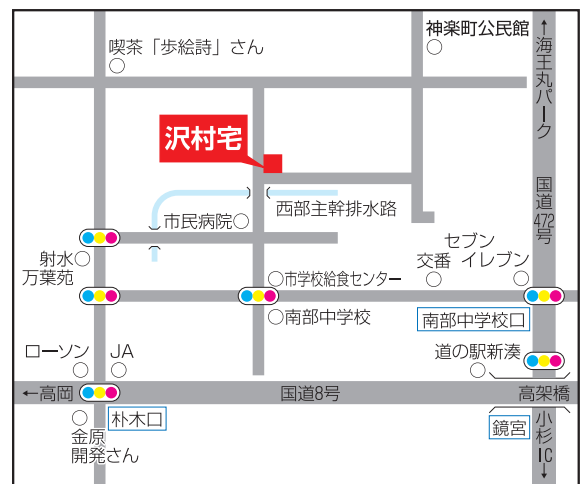 喫茶「歩絵詩」さん
神楽町公民館
↑海王丸パーク
沢村宅
国道472号
市民病院
西部主幹排水路
射水
万葉苑
セブン
イレブン
交番
市学校給食センター
南部中学校
南部中学校口
ローソン
JA
道の駅新湊
←高岡
国道8号
高架橋
朴木口
金原
開発さん
鏡宮
小杉IC↓